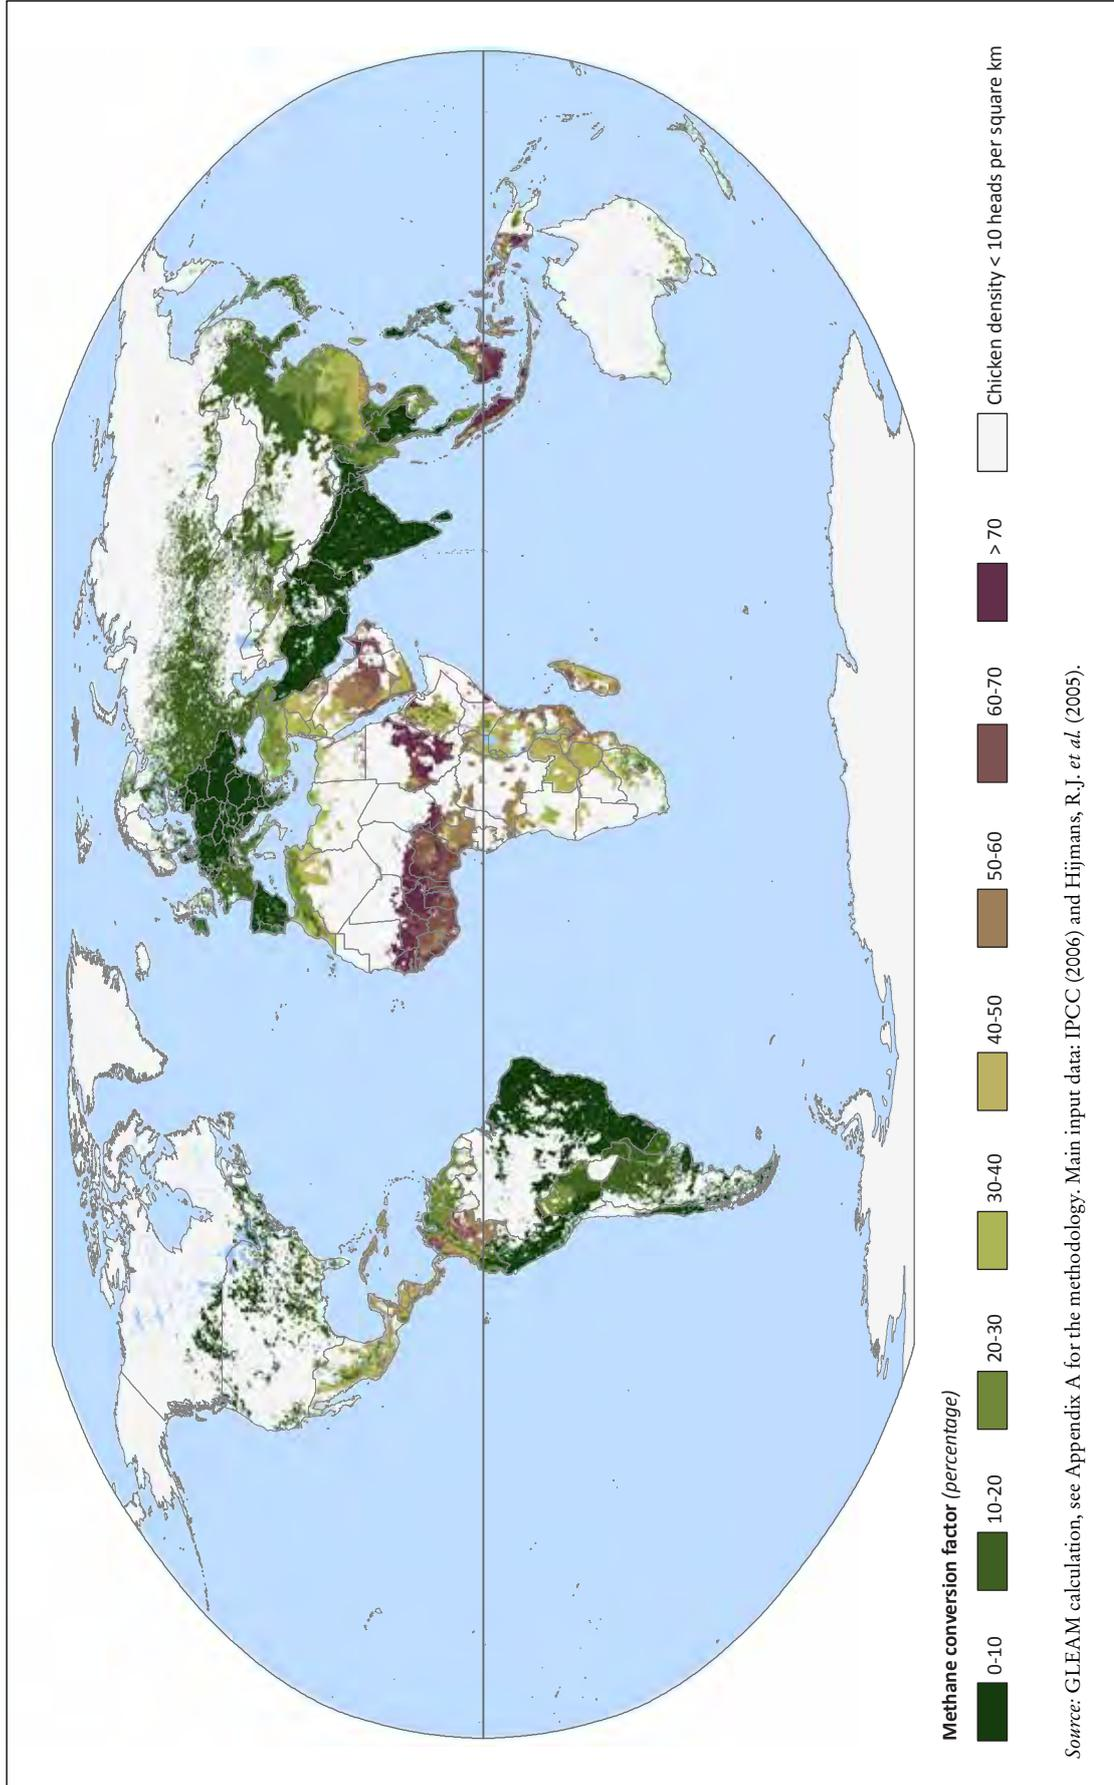 Methane conversion factor (percentage)
0-10 10-20 20-30 30-40 40-50 50-60 60-70 > 70 Chicken density < 10 heads per square km
Source: GLEAM calculation, see Appendix A for the methodology. Main input data: IPCC (2006) and Hijmans, R.J. et al. (2005).